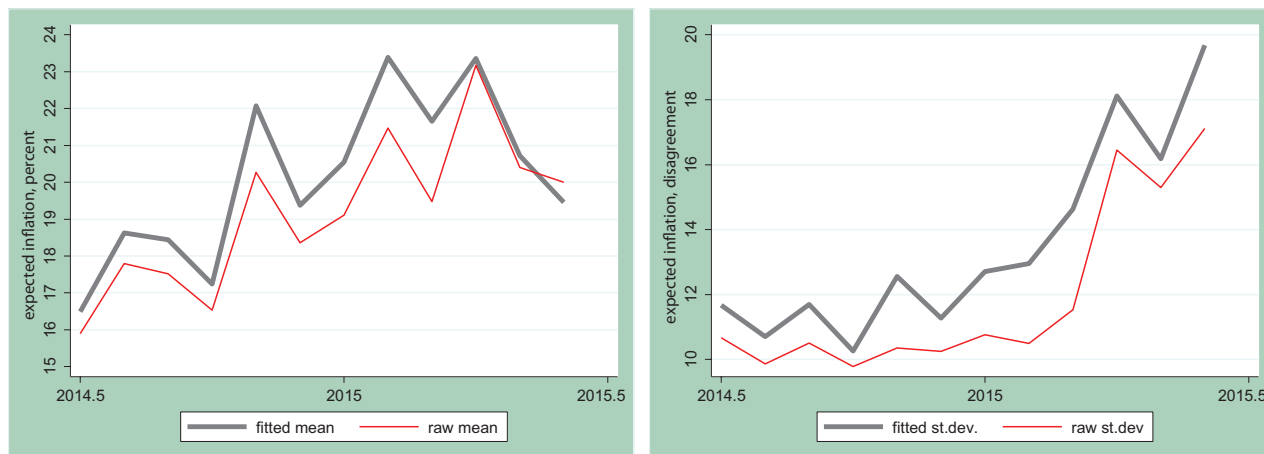 expected inflation, percent
24
23
22
21
20
19
18
17
16
15
2014.5 2015 2015.5
fitted mean raw mean
expected inflation, disagreement
20
18
16
14
12
10
2014.5 2015 2015.5
fitted st.dev. raw st.dev